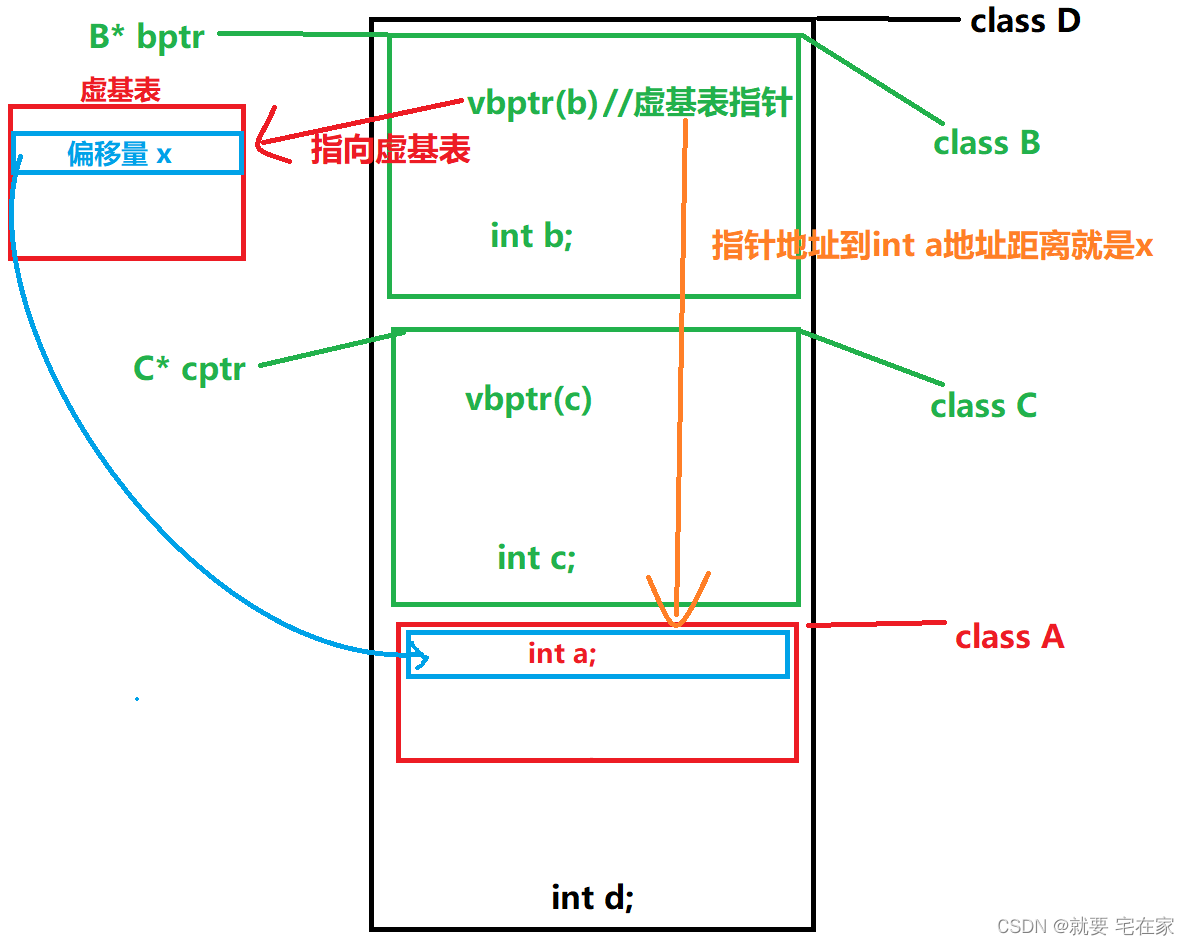 class D
B* bptr
虚基表
vbptr(b)//虚基表指针
class B
偏移量 x
指向虚基表
int b;
指针地址到int a地址距离就是x
C* cptr
vbptr(c)
class C
int c;
class A
int a;
int d;
CSDN @就要 宅在家